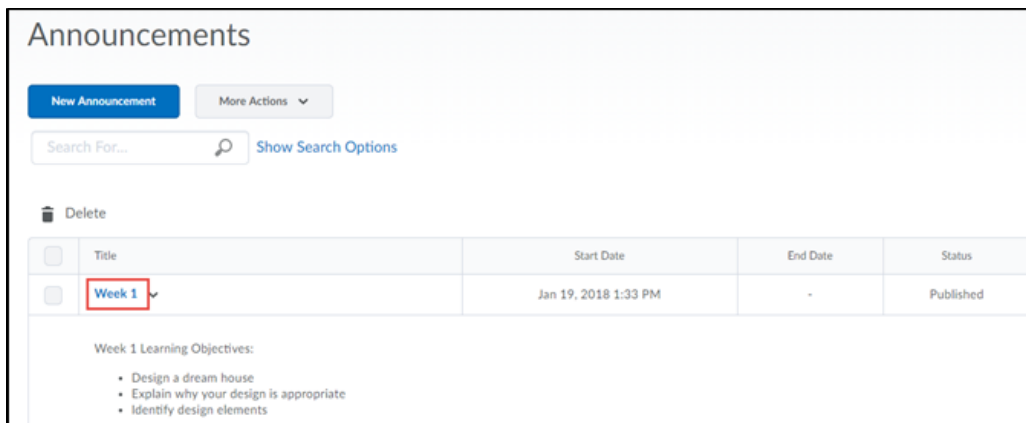 Announcements
New Announcement
More Actions
Search For...
Show Search Options
Delete
Title Start Date End Date Status
Week 1 Jan 19, 2018 1:33 PM - Published
Week 1 Learning Objectives:
• Design a dream house
• Explain why your design is appropriate
• Identify design elements